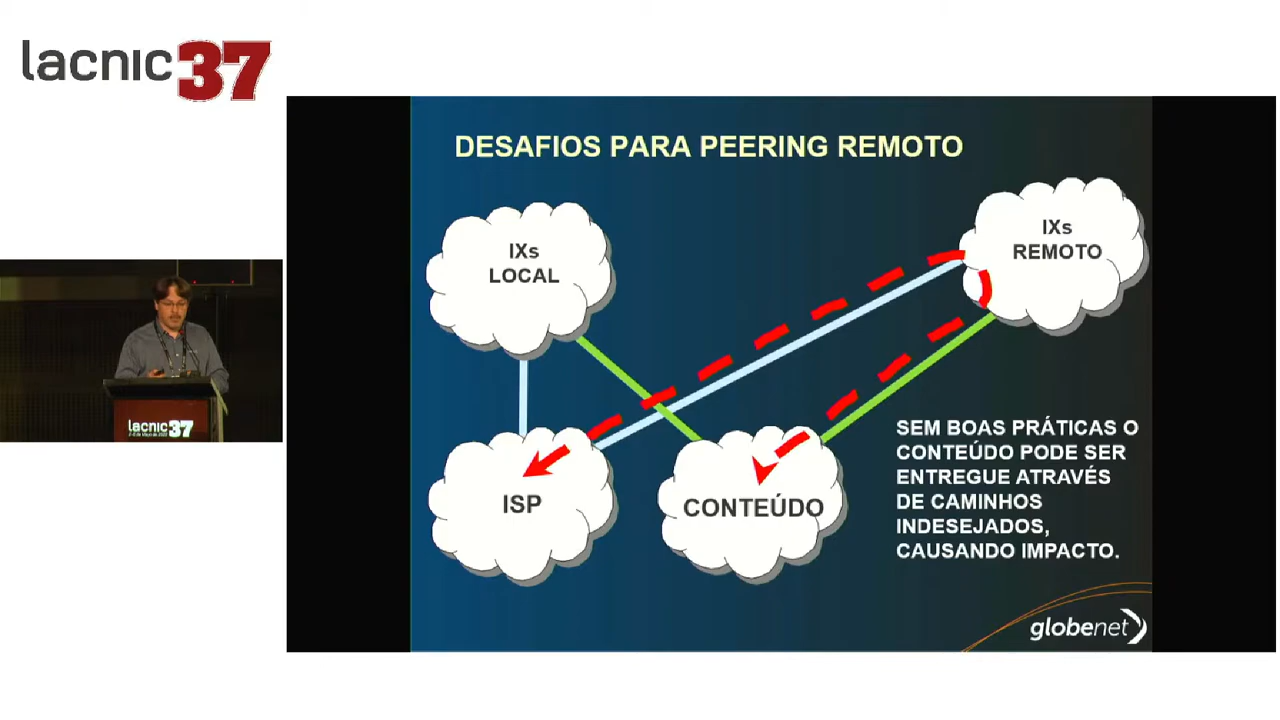 lacnic37
DESAFIOS PARA PEERING REMOTO
IXs
LOCAL
IXs
REMOTO
ISP
CONTEÚDO
SEM BOAS PRÁTICAS O
CONTEÚDO PODE SER
ENTREGUE ATRAVÉS
DE CAMINHOS
INDESEJADOS,
CAUSANDO IMPACTO.
globenet
lacnic37